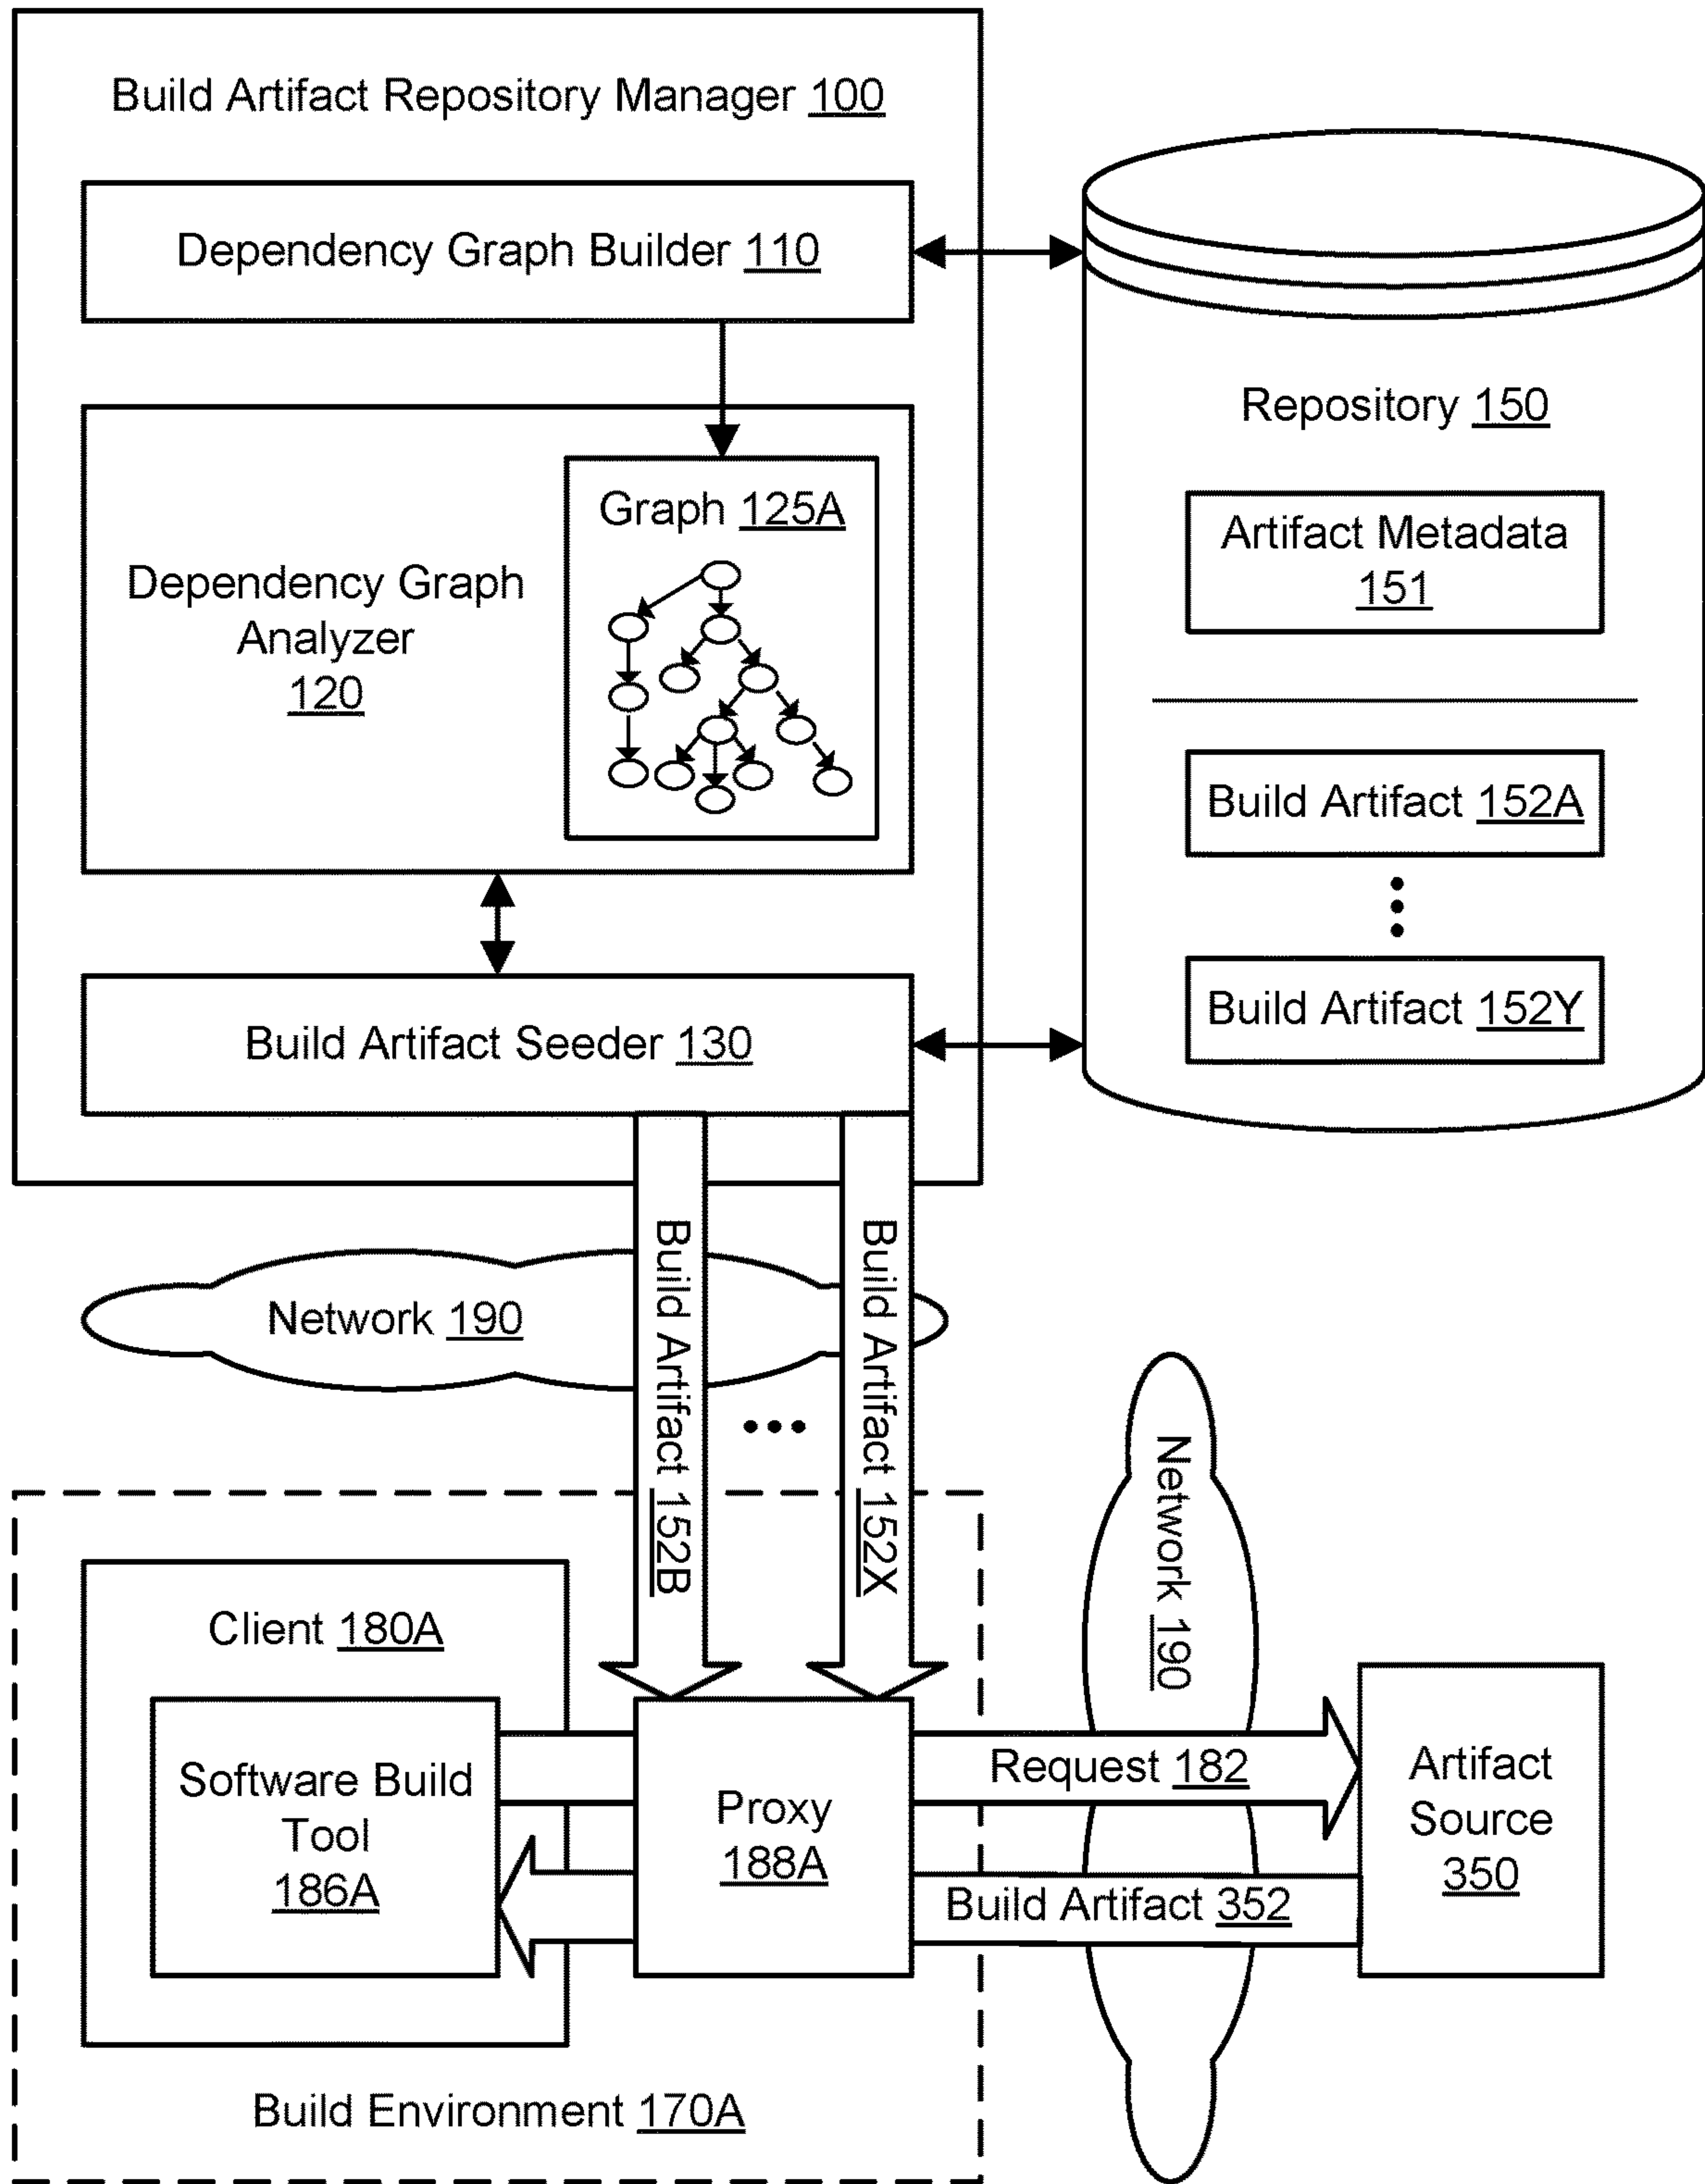 Build Artifact Repository Manager 100
Dependency Graph Builder 110
Graph 125A
Dependency Graph
Analyzer
120
Build Artifact Seeder 130
Repository 150
Artifact Metadata
151
Build Artifact 152A
Build Artifact 152Y
Network 190
Build Artifact 152B
Build Artifact 152X
Network 190
Client 180A
Software Build
Tool
186A
Proxy
188A
Request 182
Build Artifact 352
Artifact
Source
350
Build Environment 170A